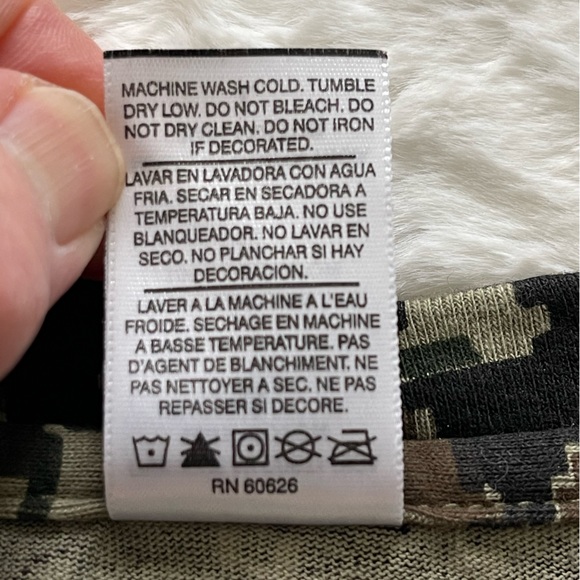 MACHINE WASH COLD. TUMBLE
DRY LOW. DO NOT BLEACH. DO
NOT DRY CLEAN. DO NOT IRON
IF DECORATED.
LAVAR EN LAVADORA CON AGUA
FRIA. SECAR EN SECADORA A
TEMPERATURA BAJA. NO USE
BLANQUEADOR. NO LAVAR EN
SECO. NO PLANCHAR SI HAY
DECORACION.
LAVER A LA MACHINE A L'EAU
FROIDE. SECHAGE EN MACHINE
A BASSE TEMPERATURE. PAS
D'AGENT DE BLANCHIMENT. NE
PAS NETTOYER A SEC. NE PAS
REPASSER SI DECORE.
RN 60626